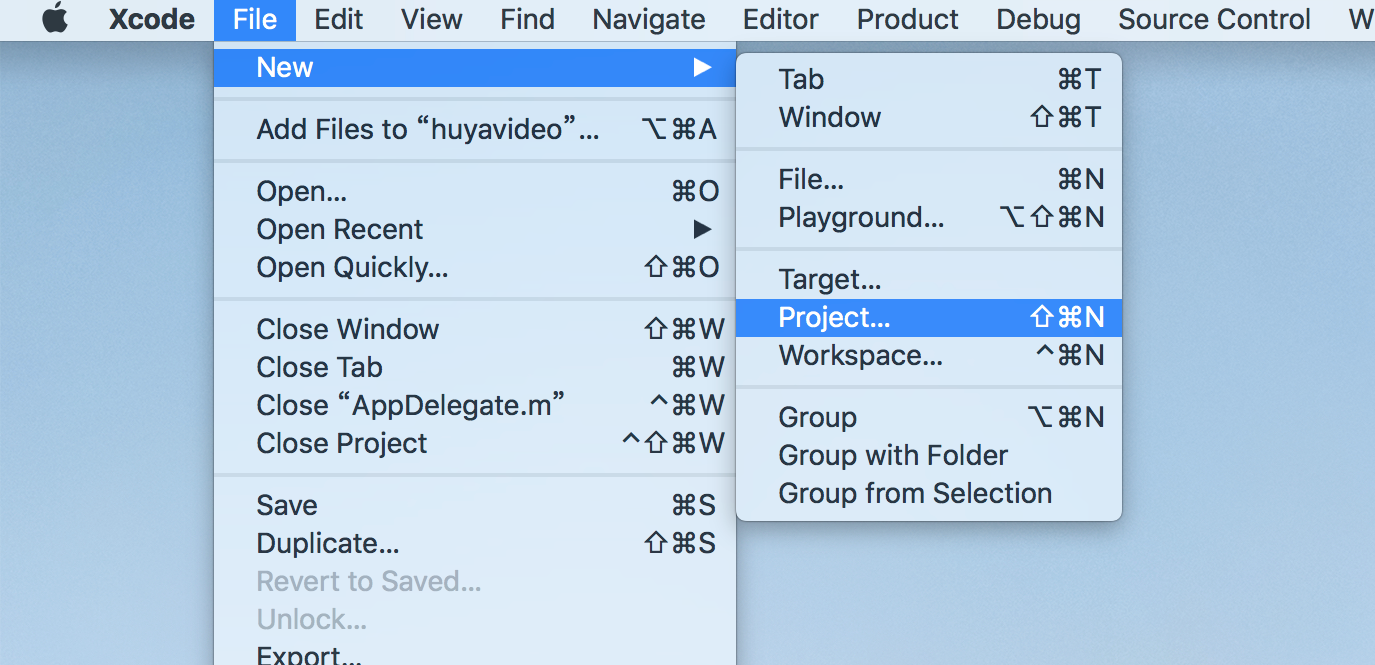 Xcode File Edit View Find Navigate Editor Product Debug Source Control
New ▶
Add Files to “huyavideo”... ⌥⌘A
Open... ⌘O
Open Recent ▶
Open Quickly... ⇧⌘O
Close Window ⇧⌘W
Close Tab ⌘W
Close “AppDelegate.m” ^⌘W
Close Project ^⇧⌘W
Save ⌘S
Duplicate... ⇧⌘S
Revert to Saved...
Unlock...
Export...
Tab ⌘T
Window ⇧⌘T
File... ⌘N
Playground... ⌥⇧⌘N
Target...
Project... ⇧⌘N
Workspace... ^⌘N
Group ⌥⌘N
Group with Folder
Group from Selection